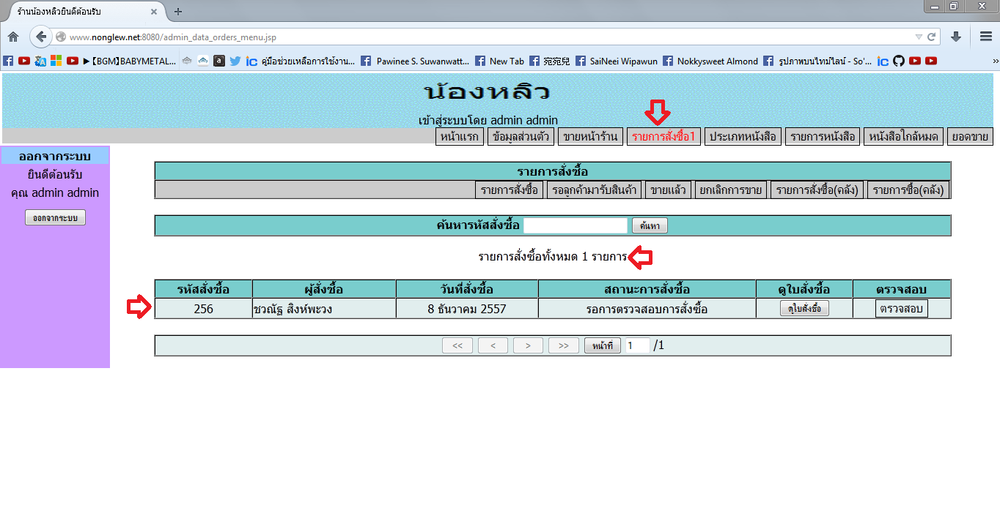 ร้านน้องหลิวยินดีต้อนรับ
www.nonglew.net:8080/admin_data_orders_menu.jsp
▶【BGM】BABYMETAL... a ic คู่มือช่วยเหลือการใช้งาน... Pawinee S. Suwanwatt... New Tab 宛宛兒 SaiNeei Wipawun Nokkysweet Almond รูปภาพบนไทม์ไลน์ - So'... ic »
น้องหลิว
เข้าสู่ระบบโดย admin admin
หน้าแรก ข้อมูลส่วนตัว ขายหน้าร้าน รายการสั่งซื้อ1 ประเภทหนังสือ รายการหนังสือ หนังสือใกล้หมด ยอดขาย
ออกจากระบบ
ยินดีต้อนรับ
คุณ admin admin
ออกจากระบบ
รายการสั่งซื้อ
รายการสั่งซื้อ รอลูกค้ามารับสินค้า ขายแล้ว ยกเลิกการขาย รายการสั่งซื้อ(คลัง) รายการซื้อ(คลัง)
ค้นหารหัสสั่งซื้อ ค้นหา
รายการสั่งซื้อทั้งหมด 1 รายการ
รหัสสั่งซื้อ ผู้สั่งซื้อ วันที่สั่งซื้อ สถานะการสั่งซื้อ ดูใบสั่งซื้อ ตรวจสอบ
256 ชวณัฐ สิงห์พะวง 8 ธันวาคม 2557 รอการตรวจสอบการสั่งซื้อ ดูใบสั่งซื้อ ตรวจสอบ
<< < > >> หน้าที่ 1 /1